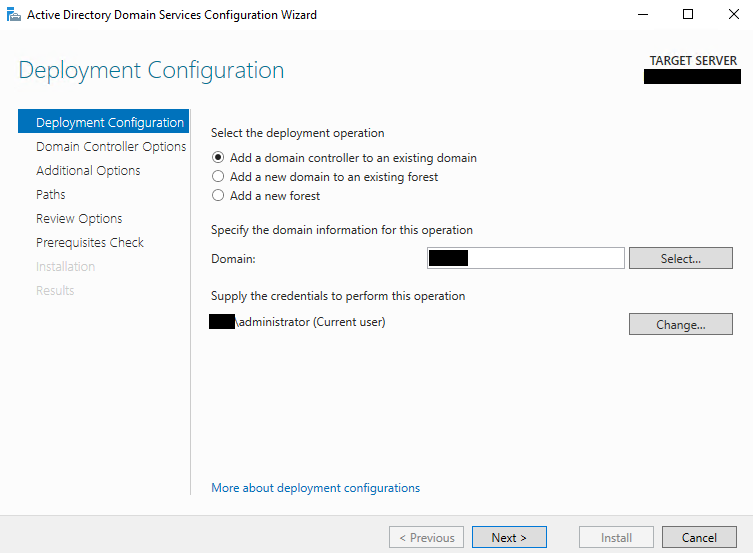 Active Directory Domain Services Configuration Wizard
Deployment Configuration
TARGET SERVER
Deployment Configuration
Domain Controller Options
Additional Options
Paths
Review Options
Prerequisites Check
Installation
Results
Select the deployment operation
Add a domain controller to an existing domain
Add a new domain to an existing forest
Add a new forest
Specify the domain information for this operation
Domain:
Select...
Supply the credentials to perform this operation
\administrator (Current user)
Change...
More about deployment configurations
< Previous
Next >
Install
Cancel